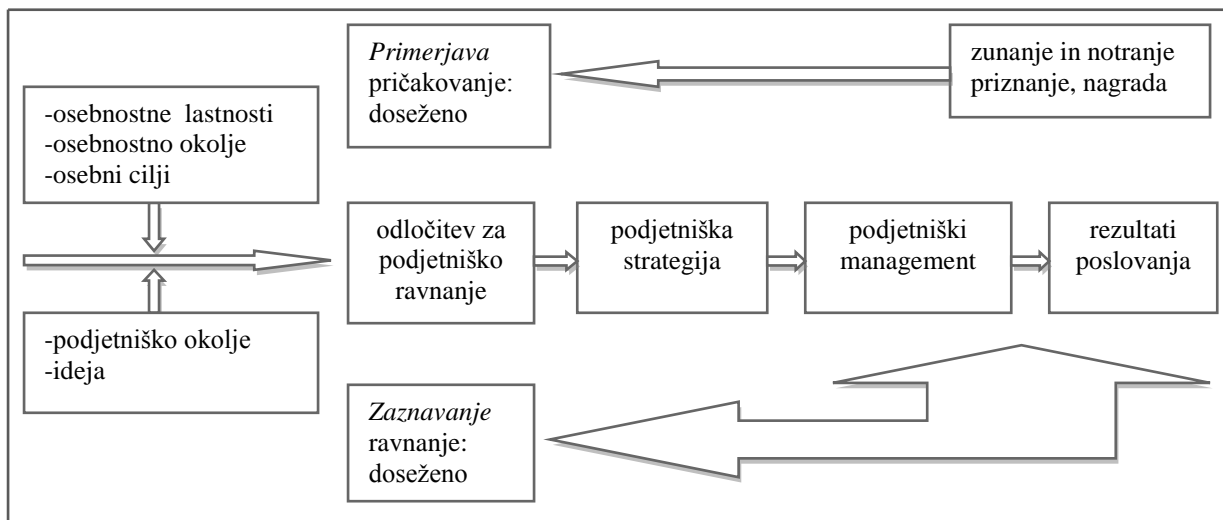 Primerjava
pričakovanje:
doseženo
zunanje in notranje
priznanje, nagrada
-osebnostne lastnosti
-osebnostno okolje
-osebni cilji
odločitev za
podjetniško
ravnanje
podjetniška
strategija
podjetniški
management
rezultati
poslovanja
-podjetniško okolje
-ideja
Zaznavanje
ravnanje:
doseženo